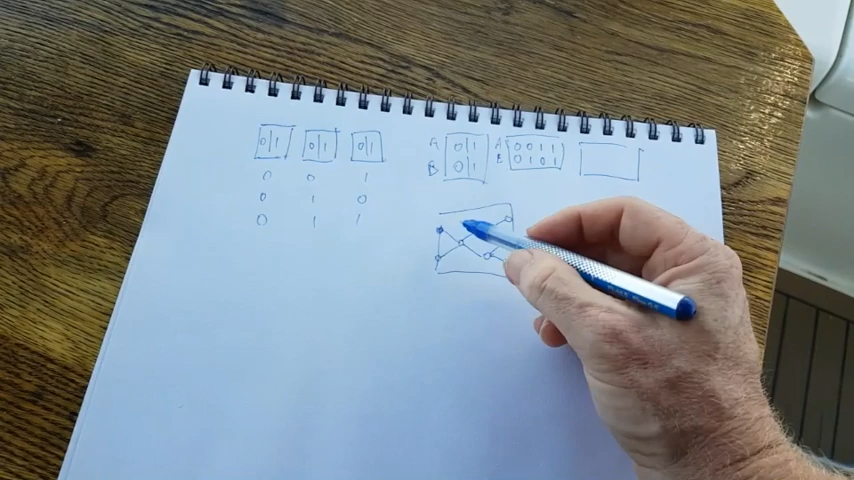 0|1 0|1 0|1
0 0 1
0 1 0
0 1 1
A 0|1
B 0|1
A 0 0 1 1
B 0 1 0 1